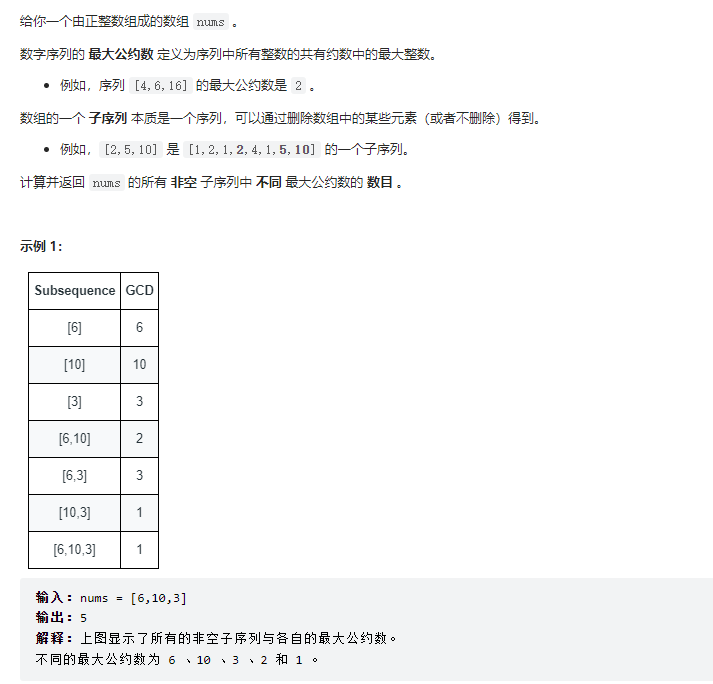 给你一个由正整数组成的数组 nums 。
数字序列的 最大公约数 定义为序列中所有整数的共有约数中的最大整数。
• 例如，序列 [4,6,16] 的最大公约数是 2 。
数组的一个 子序列 本质是一个序列，可以通过删除数组中的某些元素（或者不删除）得到。
• 例如， [2,5,10] 是 [1,2,1,2,4,1,5,10] 的一个子序列。
计算并返回 nums 的所有 非空 子序列中 不同 最大公约数的 数目 。
示例 1：
Subsequence GCD
[6] 6
[10] 10
[3] 3
[6,10] 2
[6,3] 3
[10,3] 1
[6,10,3] 1
输入：nums = [6,10,3]
输出：5
解释：上图显示了所有的非空子序列与各自的最大公约数。
不同的最大公约数为 6 、10 、3 、2 和 1 。